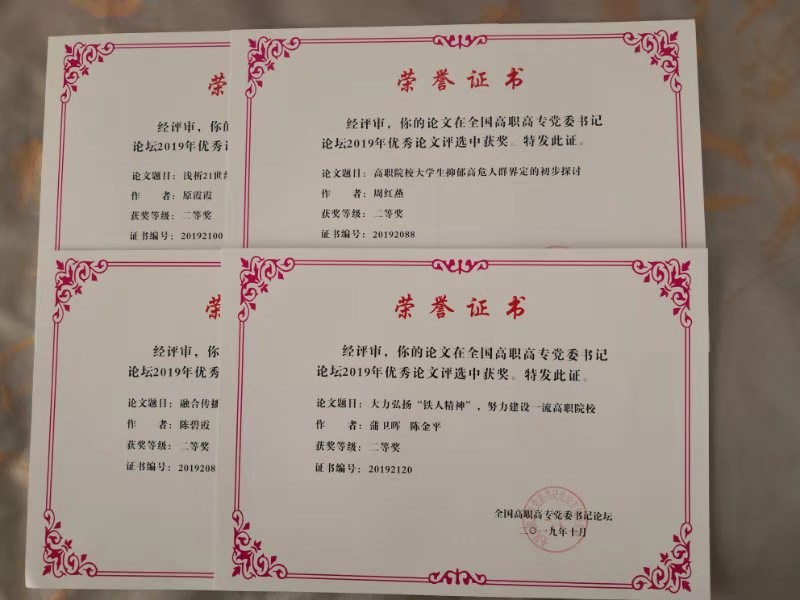 荣
经评审，你的
论坛2019年优秀论
论文题目：浅析21世纪
作　　者：原霞霞
获奖等级：二等奖
证书编号：20192100
荣誉证书
经评审，你的论文在全国高职高专党委书记
论坛2019年优秀论文评选中获奖。特发此证。
论文题目：高职院校大学生抑郁高危人群界定的初步探讨
作　　者：周红燕
获奖等级：二等奖
证书编号：20192088
荣
经评审，你
论坛2019年优秀
论文题目：融合传播
作　　者：陈碧霞
获奖等级：二等奖
证书编号：2019208
荣誉证书
经评审，你的论文在全国高职高专党委书记
论坛2019年优秀论文评选中获奖。特发此证。
论文题目：大力弘扬“铁人精神”，努力建设一流高职院校
作　　者：蒲卫晖　陈金平
获奖等级：二等奖
证书编号：20192120
全国高职高专党委书记论坛
二〇一九年十月